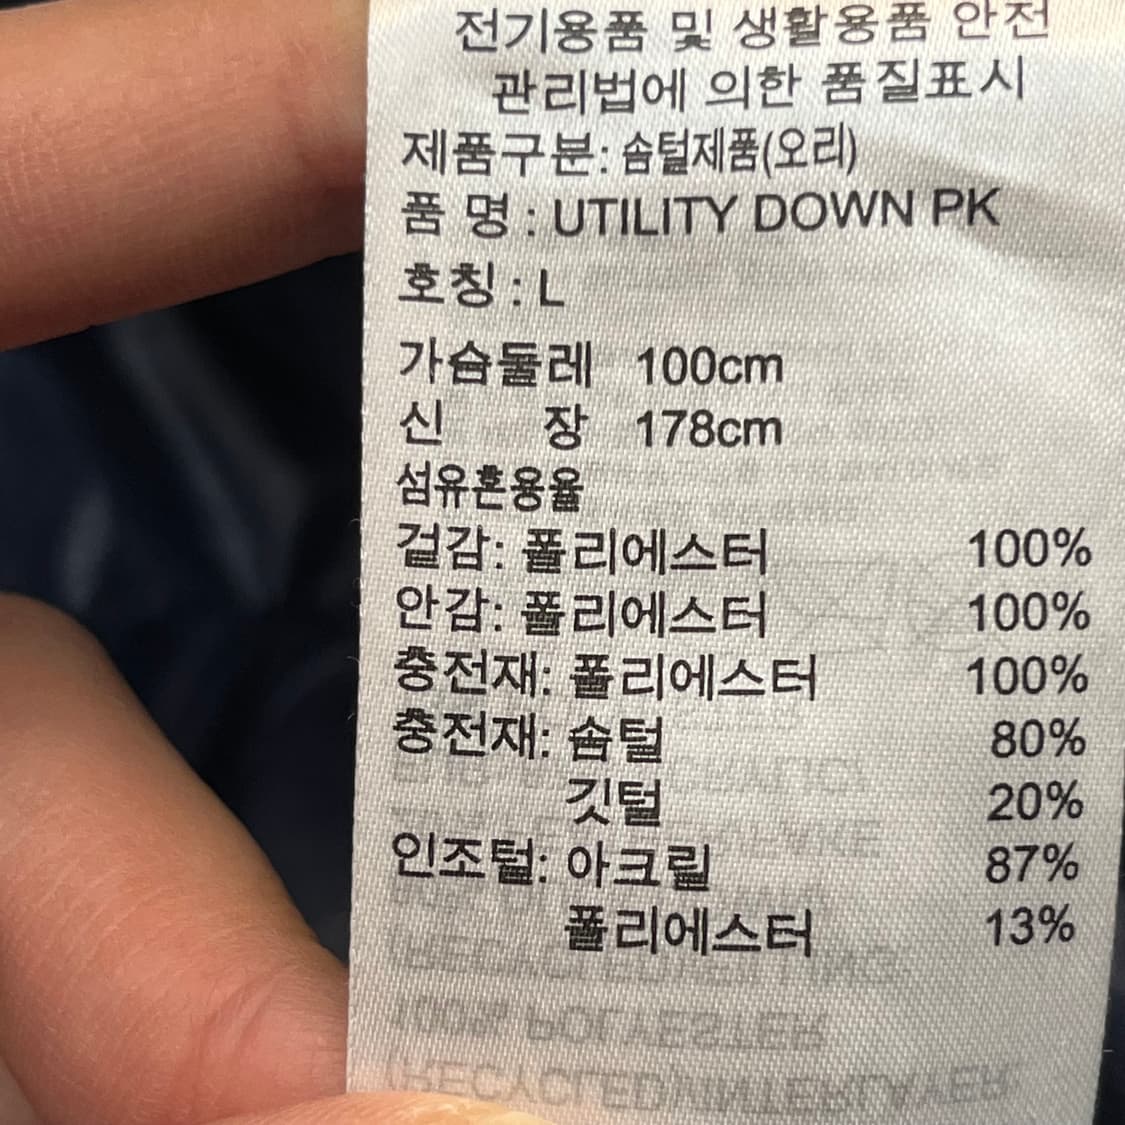 전기용품 및 생활용품 안전
관리법에 의한 품질표시
제품구분: 솜털제품(오리)
품 명 : UTILITY DOWN PK
호칭 : L
가슴둘레 100cm
신 장 178cm
섬유혼용율
겉감: 폴리에스터 100%
안감: 폴리에스터 100%
충전재: 폴리에스터 100%
충전재: 솜털 80%
깃털 20%
인조털: 아크릴 87%
폴리에스터 13%